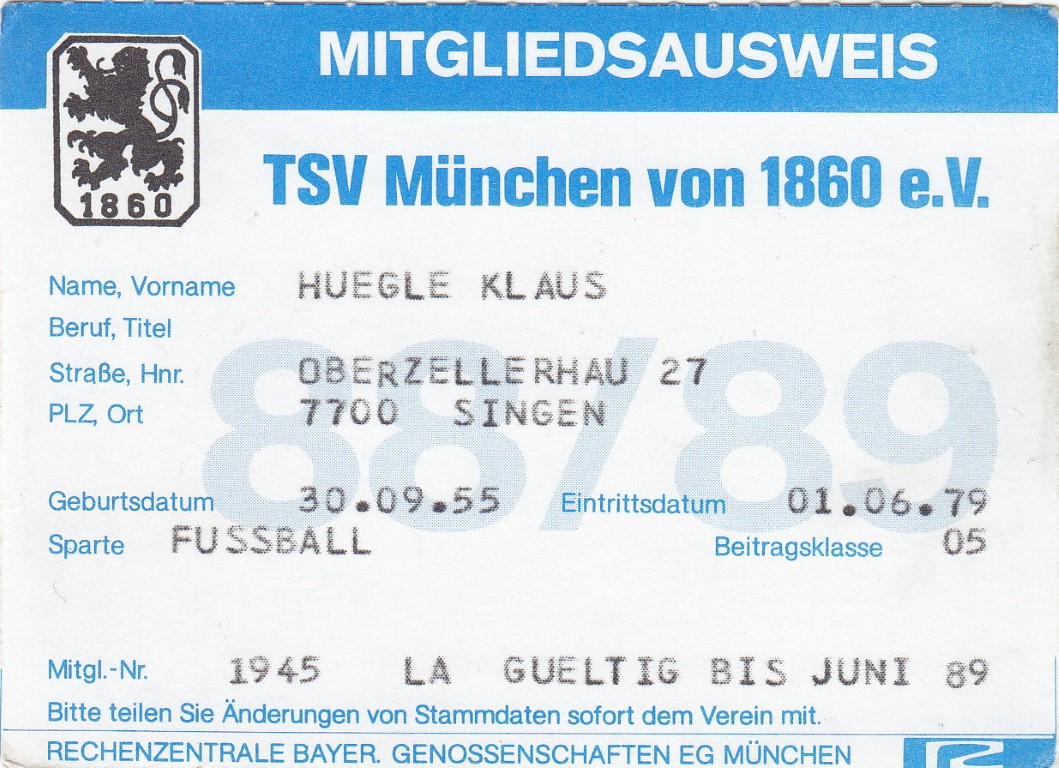 MITGLIEDSAUSWEIS
1860
TSV München von 1860 e.V.
Name, Vorname HUEGLE KLAUS
Beruf, Titel
88/89
Straße, Hnr. OBERZELLERHAU 27
PLZ, Ort 7700 SINGEN
Geburtsdatum 30.09.55 Eintrittsdatum 01.06.79
Sparte FUSSBALL Beitragsklasse 05
Mitgl.-Nr. 1945 LA GUELTIG BIS JUNI 89
Bitte teilen Sie Änderungen von Stammdaten sofort dem Verein mit.
RECHENZENTRALE BAYER. GENOSSENSCHAFTEN EG MÜNCHEN